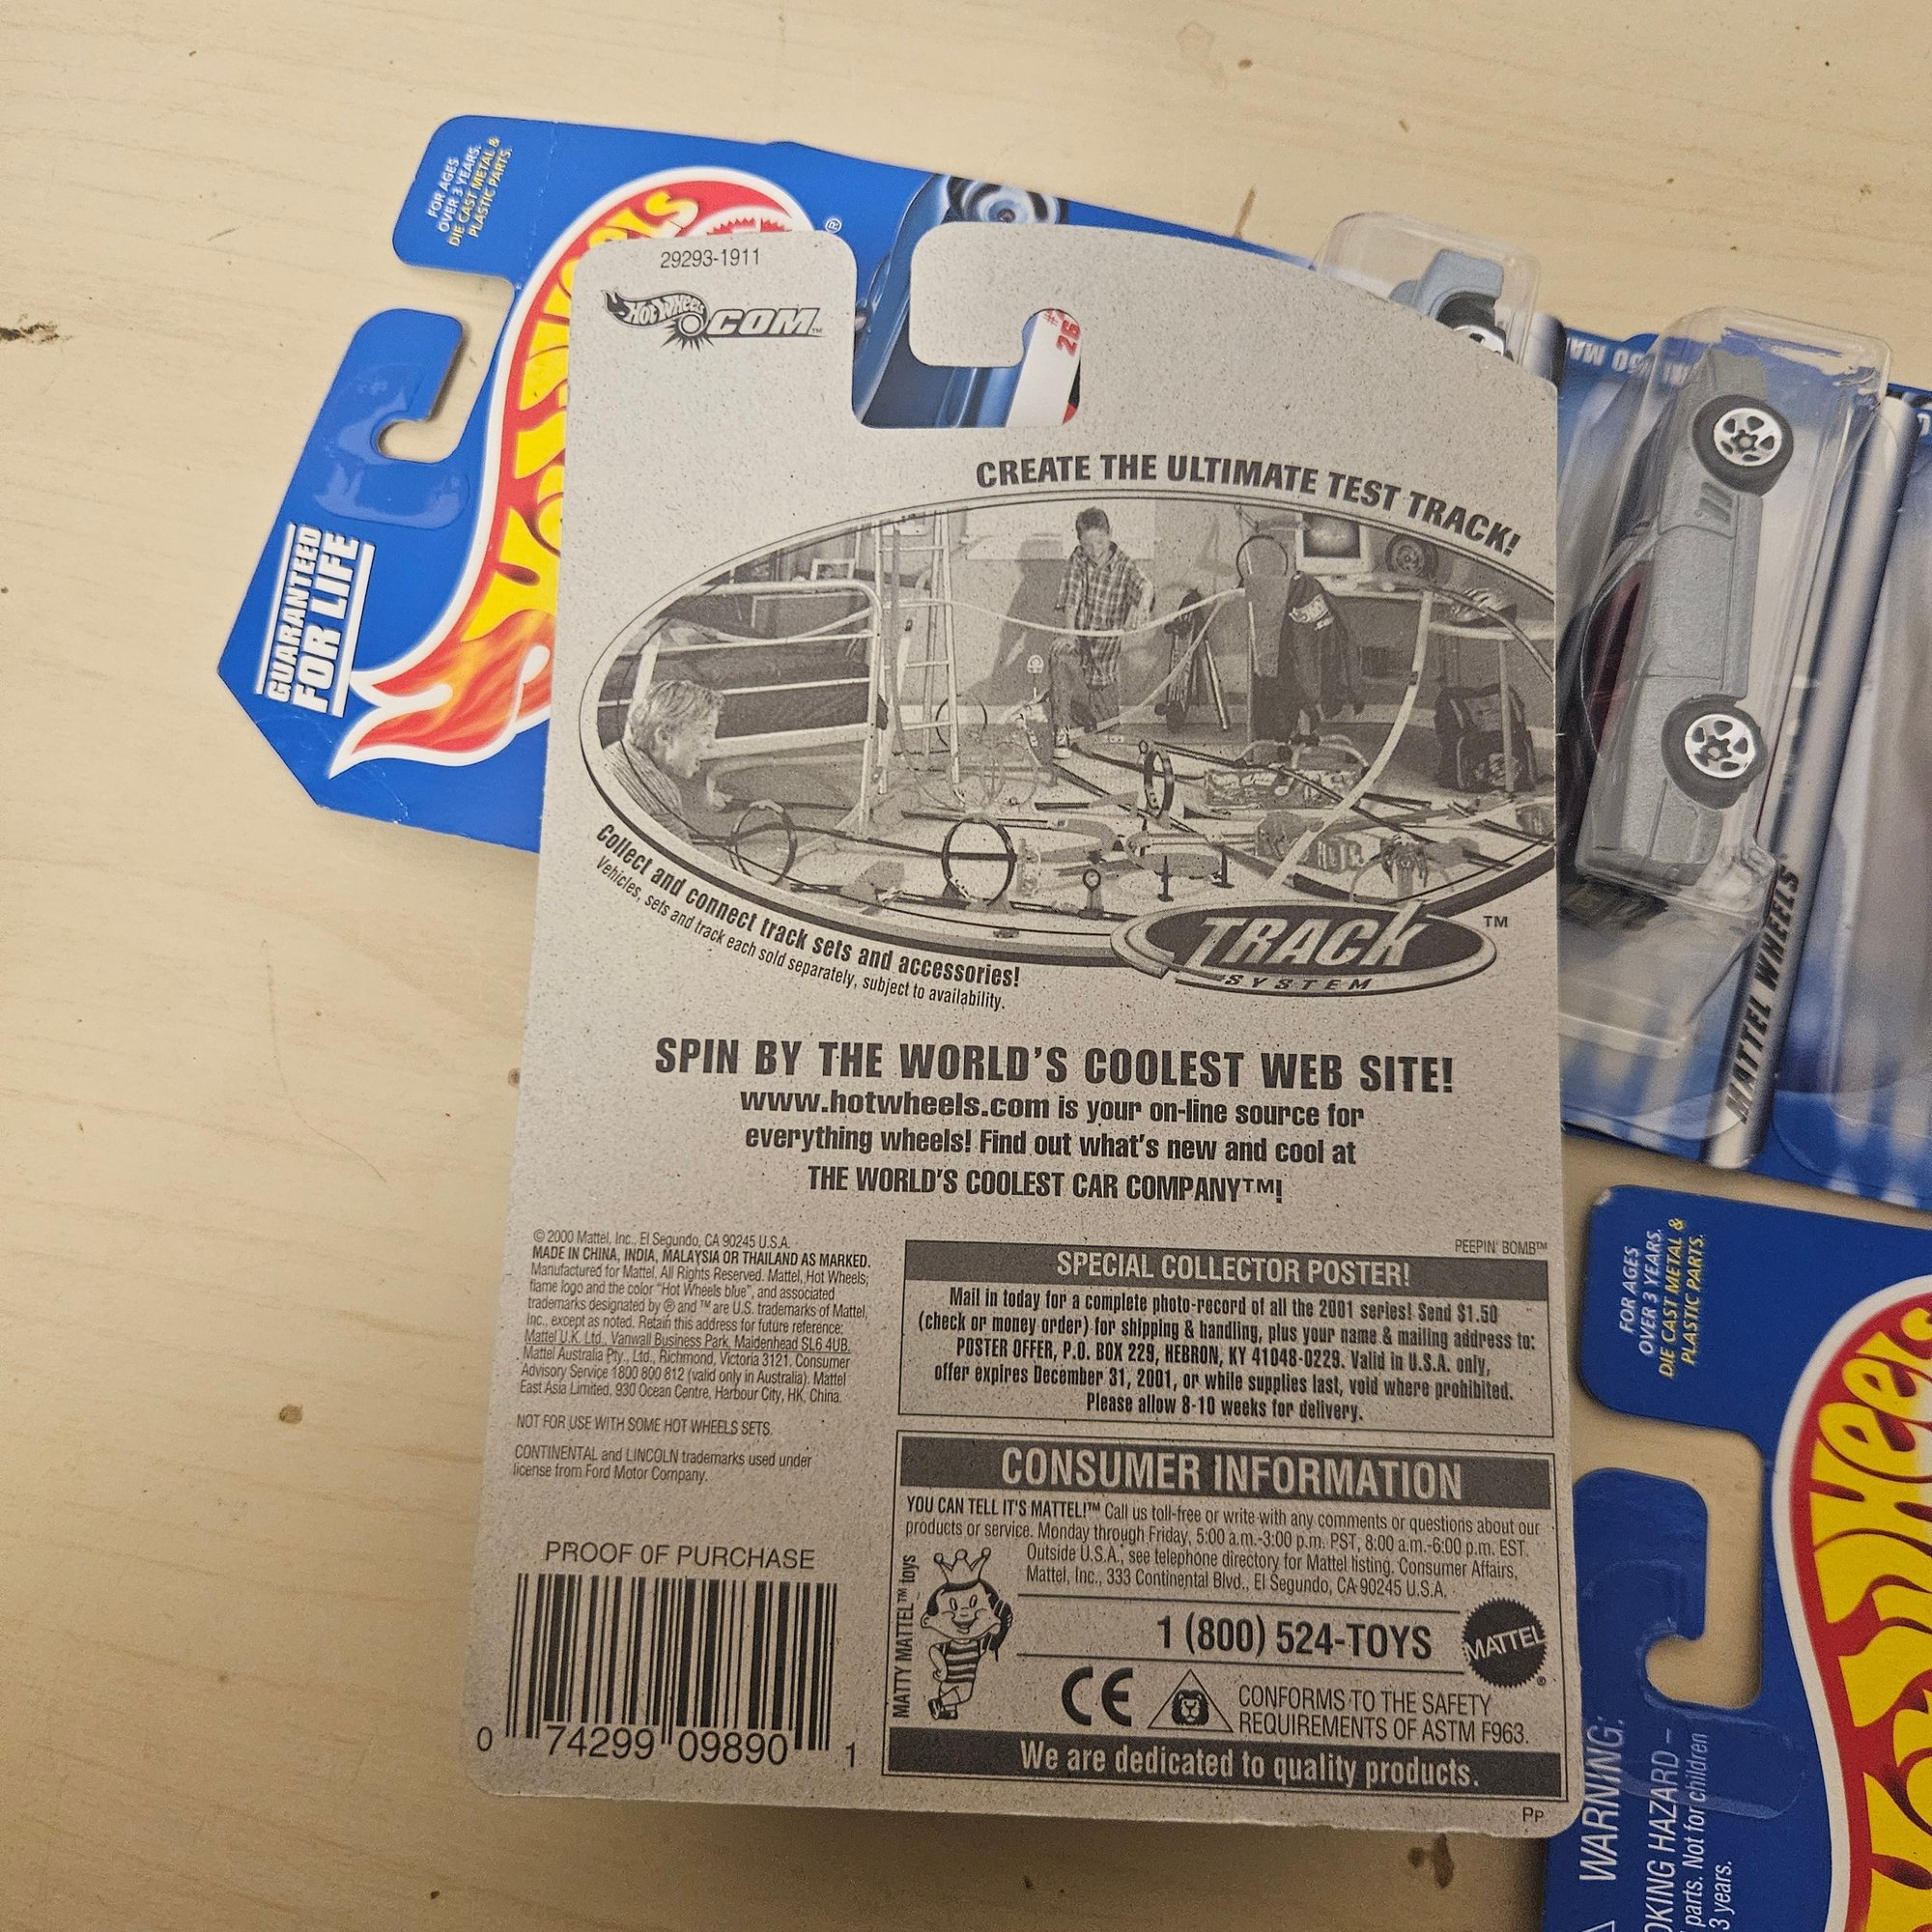 FOR AGES
OVER 3 YEARS.
DIE CAST METAL &
PLASTIC PARTS.
GUARANTEED
FOR LIFE
Hot Wheels
®
29293-1911
HOT WHEELS
.COM™
CREATE THE ULTIMATE TEST TRACK!
Collect and connect track sets and accessories!
Vehicles, sets and track each sold separately, subject to availability.
TRACK™
SYSTEM
SPIN BY THE WORLD'S COOLEST WEB SITE!
www.hotwheels.com is your on-line source for
everything wheels! Find out what's new and cool at
THE WORLD'S COOLEST CAR COMPANY™!
© 2000 Mattel, Inc., El Segundo, CA 90245 U.S.A.
MADE IN CHINA, INDIA, MALAYSIA OR THAILAND AS MARKED.
Manufactured for Mattel. All Rights Reserved. Mattel, Hot Wheels,
flame logo and the color "Hot Wheels blue", and associated
trademarks designated by ® and ™ are U.S. trademarks of Mattel,
Inc., except as noted. Retain this address for future reference:
Mattel U.K. Ltd., Vanwall Business Park, Maidenhead SL6 4UB.
Mattel Australia Pty., Ltd., Richmond, Victoria 3121. Consumer
Advisory Service 1800 800 812 (valid only in Australia). Mattel
East Asia Limited, 930 Ocean Centre, Harbour City, HK, China.
NOT FOR USE WITH SOME HOT WHEELS SETS.
CONTINENTAL and LINCOLN trademarks used under
license from Ford Motor Company.
PROOF OF PURCHASE
0 74299 09890 1
PEEPIN' BOMB™
SPECIAL COLLECTOR POSTER!
Mail in today for a complete photo-record of all the 2001 series! Send $1.50
(check or money order) for shipping & handling, plus your name & mailing address to:
POSTER OFFER, P.O. BOX 229, HEBRON, KY 41048-0229. Valid in U.S.A. only,
offer expires December 31, 2001, or while supplies last, void where prohibited.
Please allow 8-10 weeks for delivery.
CONSUMER INFORMATION
YOU CAN TELL IT'S MATTEL!™ Call us toll-free or write with any comments or questions about our
products or service. Monday through Friday, 5:00 a.m.-3:00 p.m. PST, 8:00 a.m.-6:00 p.m. EST.
Outside U.S.A., see telephone directory for Mattel listing. Consumer Affairs,
Mattel, Inc., 333 Continental Blvd., El Segundo, CA 90245 U.S.A.
MATTY MATTEL™ toys
1 (800) 524-TOYS
MATTEL®
CE
CONFORMS TO THE SAFETY
REQUIREMENTS OF ASTM F963.
We are dedicated to quality products.
PP
MATTEL WHEELS
FOR AGES
OVER 3 YEARS.
DIE CAST METAL &
PLASTIC PARTS.
Hot Wheels
WARNING:
OKING HAZARD –
parts. Not for children
3 years.